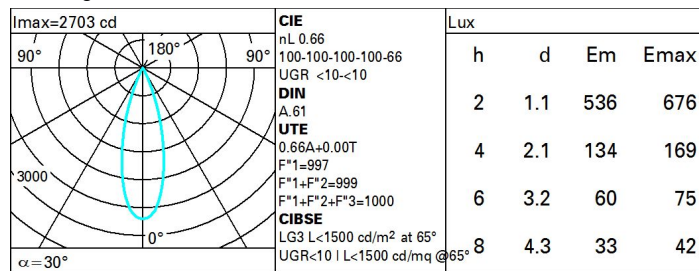 Imax=2703 cd
90° 180° 90°
3000
0°
α=30°
CIE
nL 0.66
100-100-100-100-66
UGR <10-<10
DIN
A.61
UTE
0.66A+0.00T
F"1=997
F"1+F"2=999
F"1+F"2+F"3=1000
CIBSE
LG3 L<1500 cd/m² at 65°
UGR<10 | L<1500 cd/mq @65°
Lux
h d Em Emax
2 1.1 536 676
4 2.1 134 169
6 3.2 60 75
8 4.3 33 42